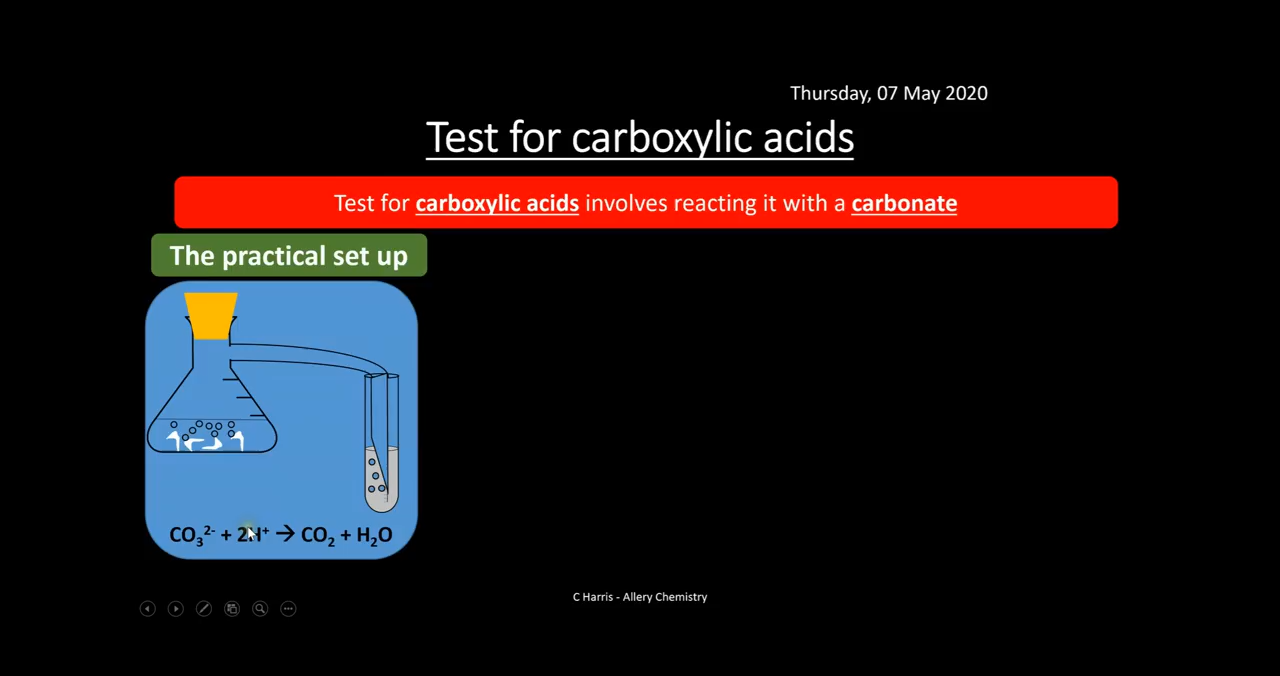 Thursday, 07 May 2020
Test for carboxylic acids
Test for carboxylic acids involves reacting it with a carbonate
The practical set up
CO₃²⁻ + 2H⁺ → CO₂ + H₂O
C Harris - Allery Chemistry